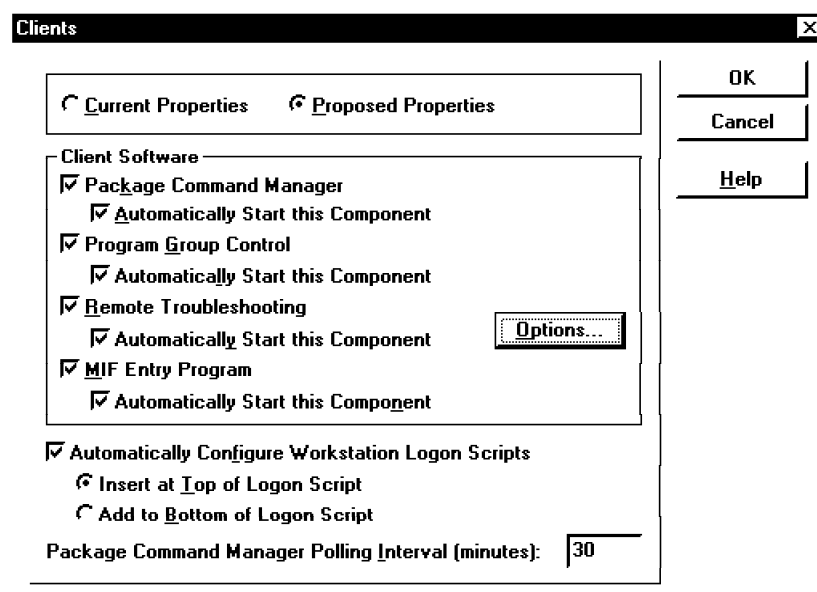 Clients
Current Properties Proposed Properties
OK
Cancel
Help
Client Software
Package Command Manager
Automatically Start this Component
Program Group Control
Automatically Start this Component
Remote Troubleshooting
Automatically Start this Component
Options...
MIF Entry Program
Automatically Start this Component
Automatically Configure Workstation Logon Scripts
Insert at Top of Logon Script
Add to Bottom of Logon Script
Package Command Manager Polling Interval (minutes): 30